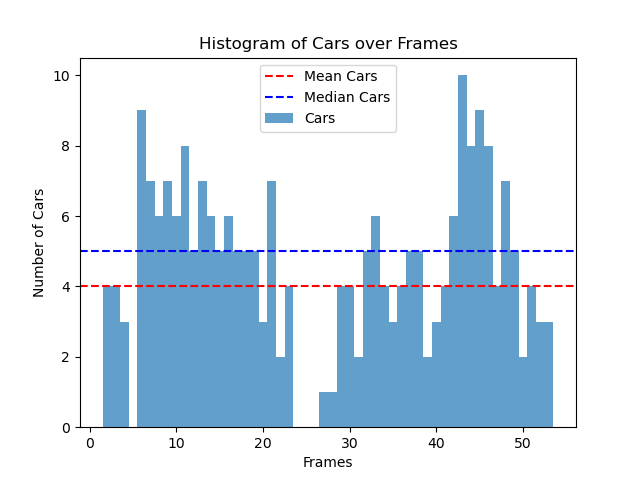 Histogram of Cars over Frames
Mean Cars
Median Cars
Cars
Number of Cars
10
8
6
4
2
0
0 10 20 30 40 50
Frames